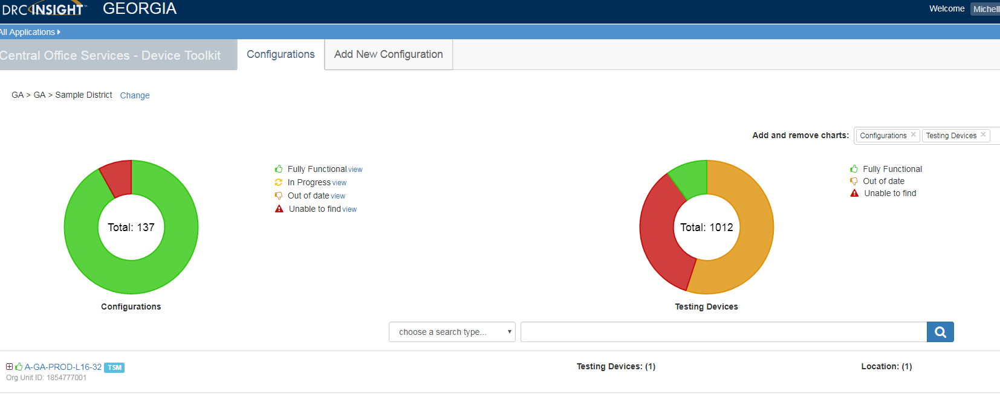 DRC INSIGHT™ GEORGIA Welcome Michell
All Applications
Central Office Services - Device Toolkit Configurations Add New Configuration
GA > GA > Sample District Change
Add and remove charts: Configurations × Testing Devices ×
Fully Functional view
In Progress view
Out of date view
Unable to find view
Total: 137
Configurations
Fully Functional
Out of date
Unable to find
Total: 1012
Testing Devices
choose a search type...
A-GA-PROD-L16-32 TSM Testing Devices: (1) Location: (1)
Org Unit ID: 1854777001